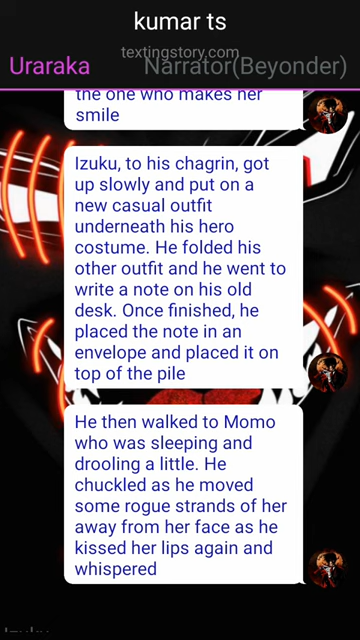 kumar ts
textingstory.com
Uraraka
Narrator(Beyonder)
the one who makes her
smile
Izuku, to his chagrin, got
up slowly and put on a
new casual outfit
underneath his hero
costume. He folded his
other outfit and he went to
write a note on his old
desk. Once finished, he
placed the note in an
envelope and placed it on
top of the pile
He then walked to Momo
who was sleeping and
drooling a little. He
chuckled as he moved
some rogue strands of her
away from her face as he
kissed her lips again and
whispered